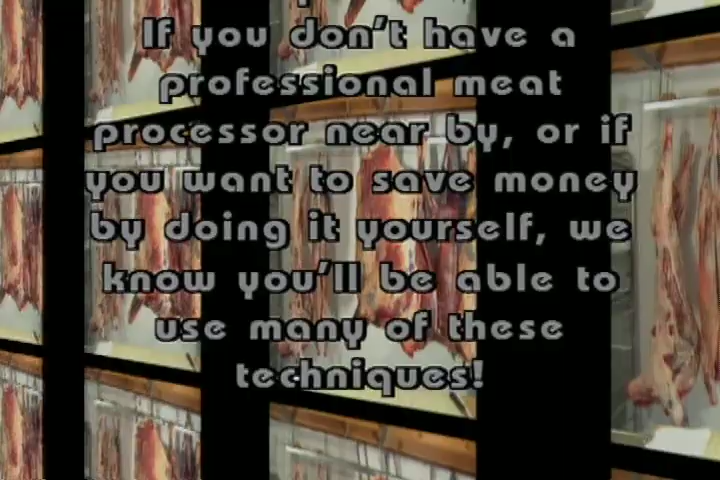 If you don't have a
professional meat
processor near by, or if
you want to save money
by doing it yourself, we
know you'll be able to
use many of these
techniques!